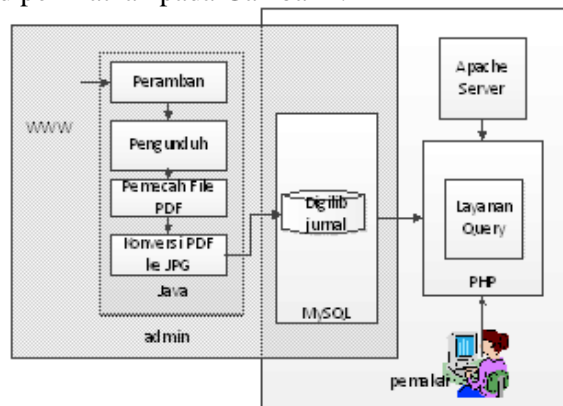 Peramban
WWW
Pengunduh
Pemecah File
PDF
Konversi PDF
ke JPG
Java
admin
Digilib
jurnal
MySQL
Apache
Server
Layanan
Query
PHP
pemakai